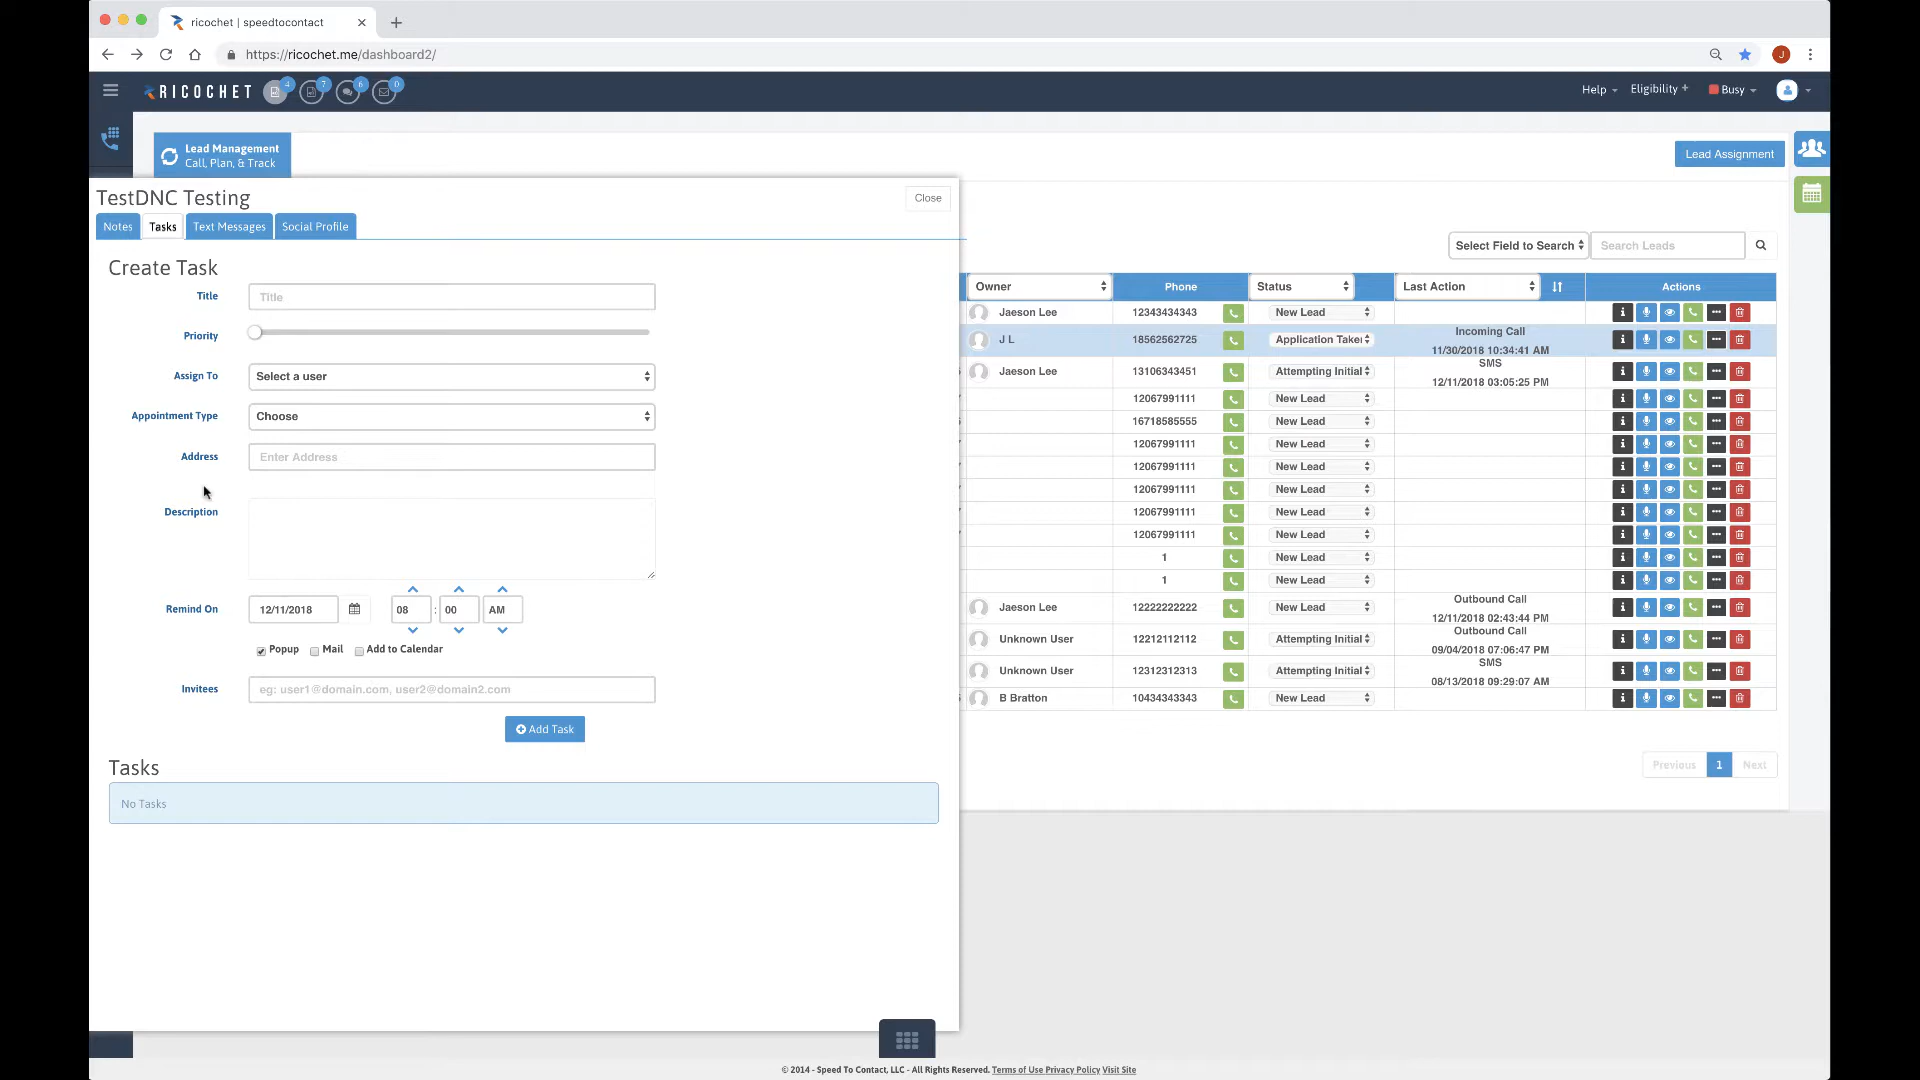 ricochet | speedtocontact
https://ricochet.me/dashboard2/
J
RICOCHET
4
7
6
0
Help
Eligibility +
Busy
Lead Management
Call, Plan, & Track
Lead Assignment
TestDNC Testing
Close
Notes
Tasks
Text Messages
Social Profile
Create Task
Title
Title
Priority
Assign To
Select a user
Appointment Type
Choose
Address
Enter Address
Description
Remind On
12/11/2018
08 : 00 AM
Popup
Mail
Add to Calendar
Invitees
eg: user1@domain.com, user2@domain2.com
Add Task
Tasks
No Tasks
Select Field to Search
Search Leads
Owner Phone Status Last Action Actions
Jaeson Lee 12343434343 New Lead
J L 18562562725 Application Taken Incoming Call
11/30/2018 10:34:41 AM
Jaeson Lee 13106343451 Attempting Initial SMS
12/11/2018 03:05:25 PM
12067991111 New Lead
16718585555 New Lead
12067991111 New Lead
12067991111 New Lead
12067991111 New Lead
12067991111 New Lead
12067991111 New Lead
1 New Lead
1 New Lead
Jaeson Lee 12222222222 New Lead Outbound Call
12/11/2018 02:43:44 PM
Unknown User 12212112112 Attempting Initial Outbound Call
09/04/2018 07:06:47 PM
Unknown User 12312312313 Attempting Initial SMS
08/13/2018 09:29:07 AM
B Bratton 10434343343 New Lead
Previous 1 Next
© 2014 - Speed To Contact, LLC - All Rights Reserved. Terms of Use Privacy Policy Visit Site